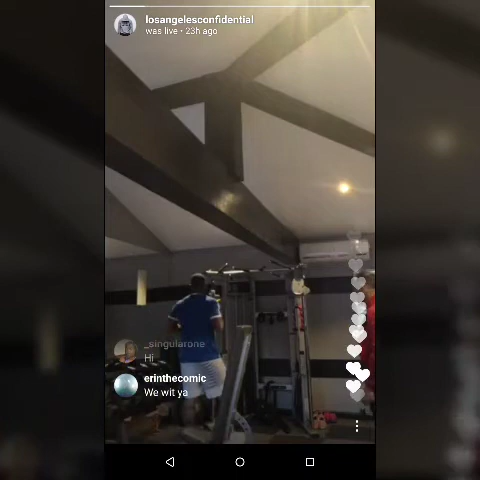 losangelesconfidential
was live • 23h ago
_singularone
Hi
erinthecomic
We wit ya